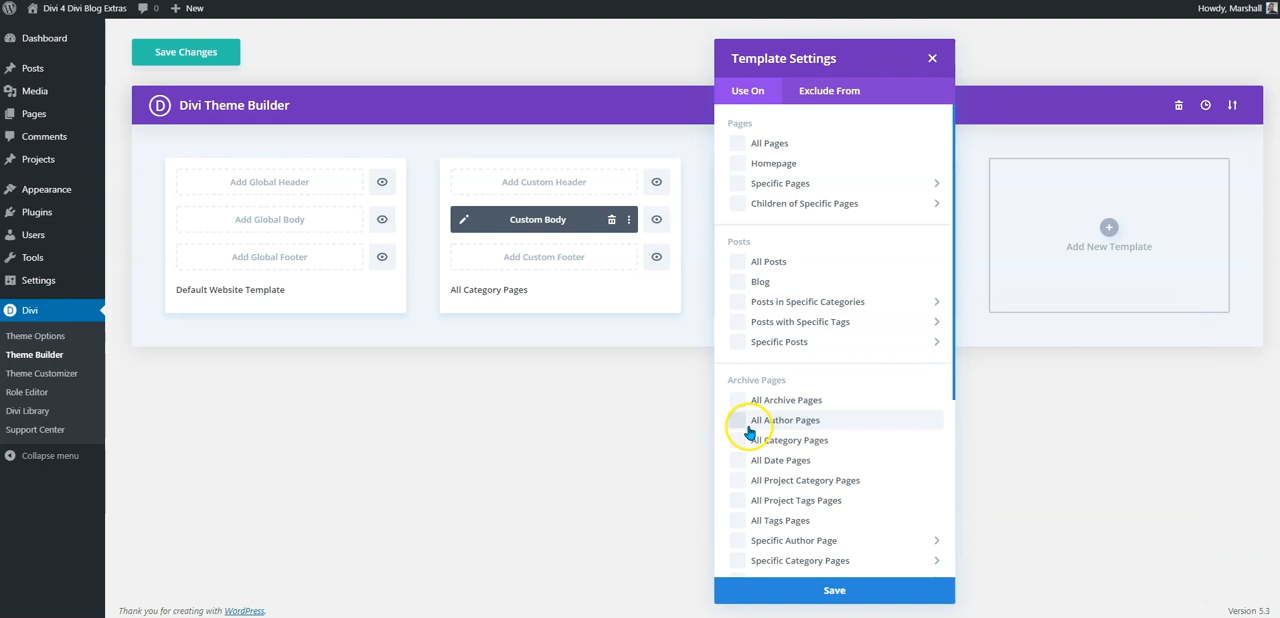 Divi 4 Divi Blog Extras
0
New
Howdy, Marshall
Dashboard
Posts
Media
Pages
Comments
Projects
Appearance
Plugins
Users
Tools
Settings
Divi
Theme Options
Theme Builder
Theme Customizer
Role Editor
Divi Library
Support Center
Collapse menu
Save Changes
D
Divi Theme Builder
Add Global Header
Add Global Body
Add Global Footer
Default Website Template
Add Custom Header
Custom Body
Add Custom Footer
All Category Pages
Template Settings
Use On
Exclude From
Pages
All Pages
Homepage
Specific Pages
Children of Specific Pages
Posts
All Posts
Blog
Posts in Specific Categories
Posts with Specific Tags
Specific Posts
Archive Pages
All Archive Pages
All Author Pages
All Category Pages
All Date Pages
All Project Category Pages
All Project Tags Pages
All Tags Pages
Specific Author Page
Specific Category Pages
Save
Add New Template
Thank you for creating with WordPress.
Version 5.3